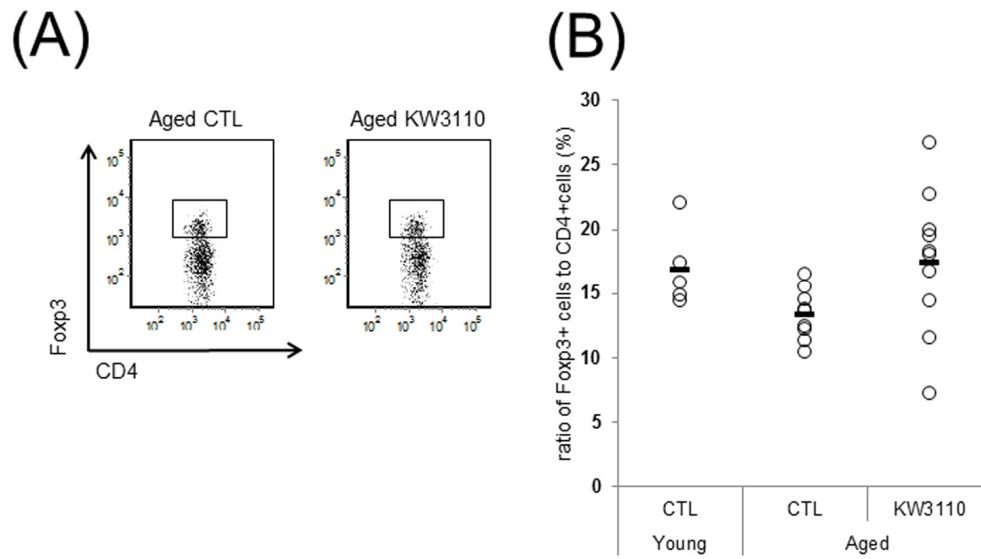 (A)
(B)
Aged CTL
Aged KW3110
10⁵
10⁴
10³
10²
10² 10³ 10⁴ 10⁵
10⁵
10⁴
10³
10²
10² 10³ 10⁴ 10⁵
Foxp3
CD4
ratio of Foxp3+ cells to CD4+cells (%)
30
25
20
15
10
5
0
CTL CTL KW3110
Young Aged